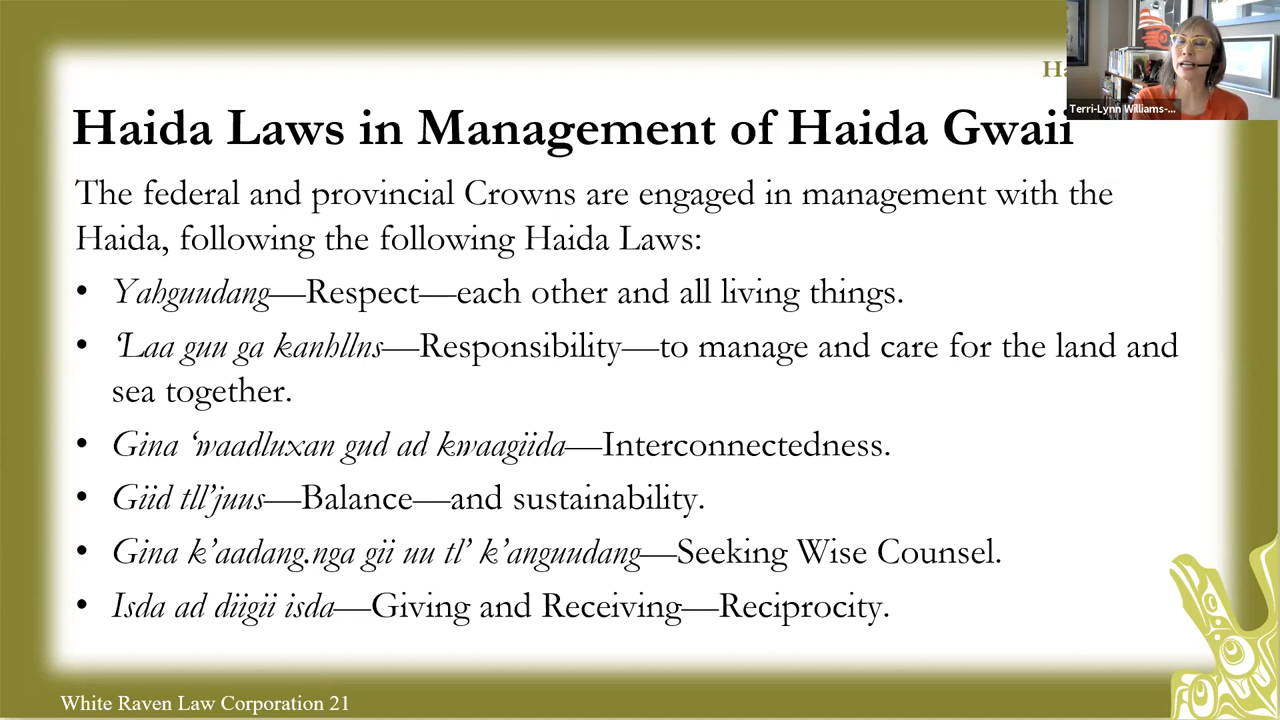 Ha
Terri-Lynn Williams-...
Haida Laws in Management of Haida Gwaii
The federal and provincial Crowns are engaged in management with the
Haida, following the following Haida Laws:
• Yahguudang—Respect—each other and all living things.
• ‘Laa guu ga kanhllns—Responsibility—to manage and care for the land and
sea together.
• Gina ‘waadluxan gud ad kwaagiida—Interconnectedness.
• Giid tll’juus—Balance—and sustainability.
• Gina k’aadang.nga gii uu tl’ k’anguudang—Seeking Wise Counsel.
• Isda ad diigii isda—Giving and Receiving—Reciprocity.
White Raven Law Corporation 21